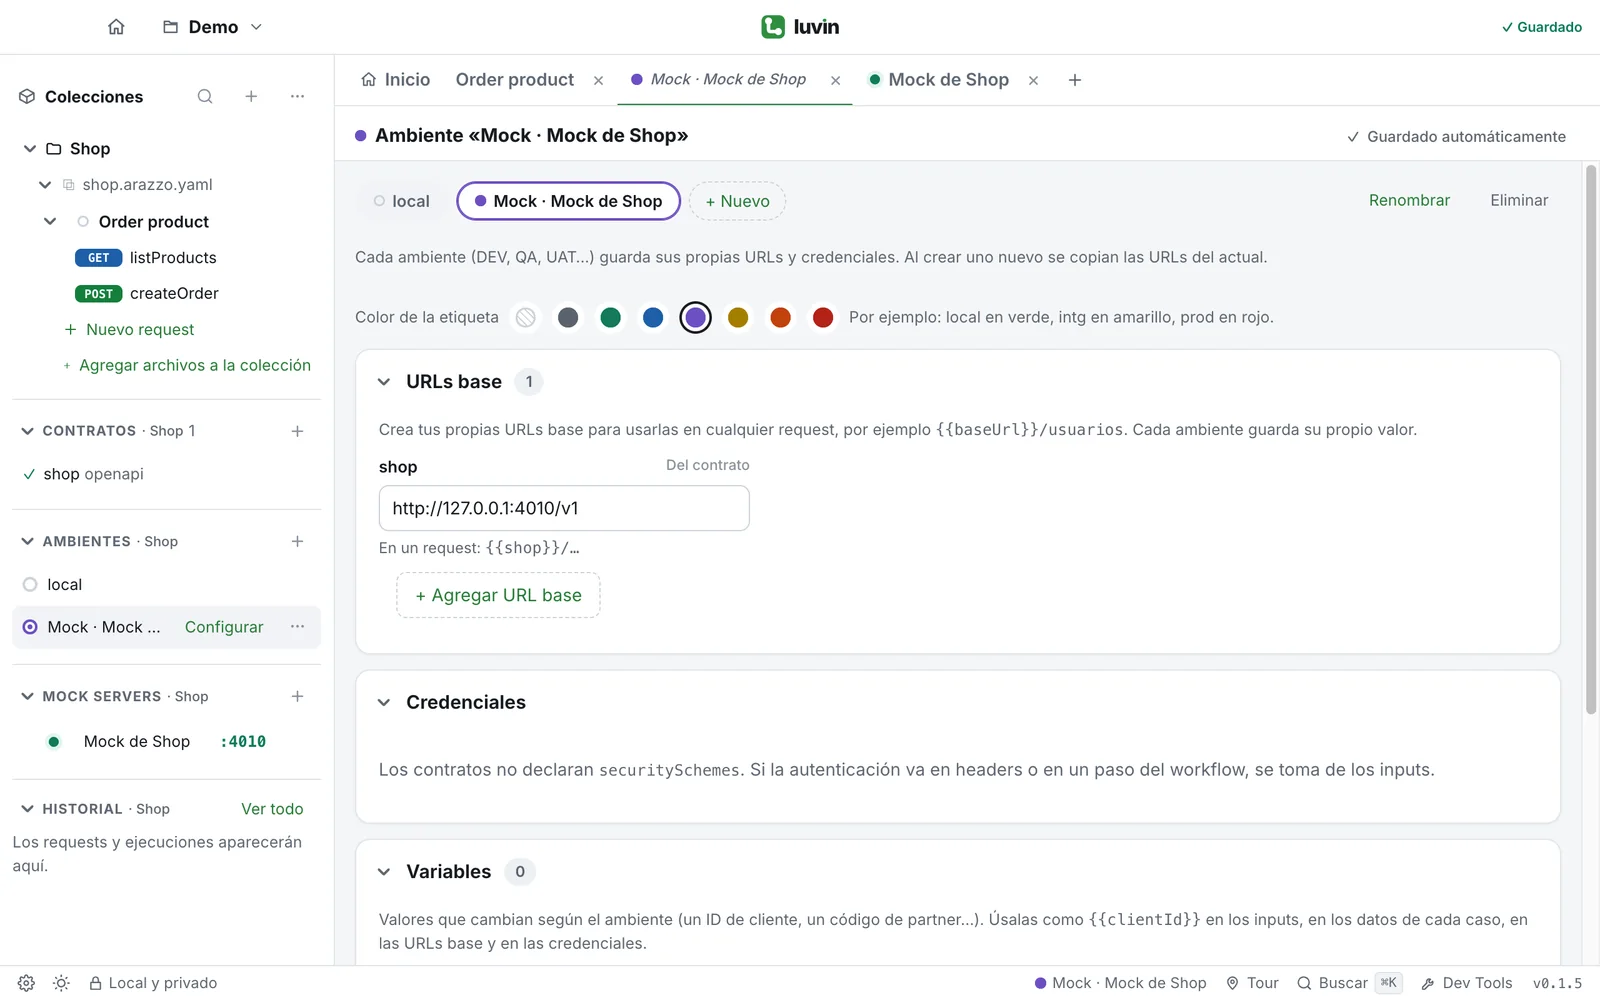 Demo
luvin
✓ Guardado
Colecciones
Shop
shop.arazzo.yaml
Order product
GET listProducts
POST createOrder
+ Nuevo request
+ Agregar archivos a la colección
CONTRATOS · Shop 1
shop openapi
AMBIENTES · Shop
local
Mock · Mock ... Configurar
MOCK SERVERS · Shop
Mock de Shop :4010
HISTORIAL · Shop Ver todo
Los requests y ejecuciones aparecerán
aquí.
Inicio Order product Mock · Mock de Shop Mock de Shop
Ambiente «Mock · Mock de Shop»
✓ Guardado automáticamente
local Mock · Mock de Shop + Nuevo
Renombrar Eliminar
Cada ambiente (DEV, QA, UAT...) guarda sus propias URLs y credenciales. Al crear uno nuevo se copian las URLs del actual.
Color de la etiqueta Por ejemplo: local en verde, intg en amarillo, prod en rojo.
URLs base 1
Crea tus propias URLs base para usarlas en cualquier request, por ejemplo {{baseUrl}}/usuarios. Cada ambiente guarda su propio valor.
shop Del contrato
http://127.0.0.1:4010/v1
En un request: {{shop}}/…
+ Agregar URL base
Credenciales
Los contratos no declaran securitySchemes. Si la autenticación va en headers o en un paso del workflow, se toma de los inputs.
Variables 0
Valores que cambian según el ambiente (un ID de cliente, un código de partner...). Úsalas como {{clientId}} en los inputs, en los datos de cada caso, en
las URLs base y en las credenciales.
Local y privado
Mock · Mock de Shop Tour Buscar ⌘K Dev Tools v0.1.5